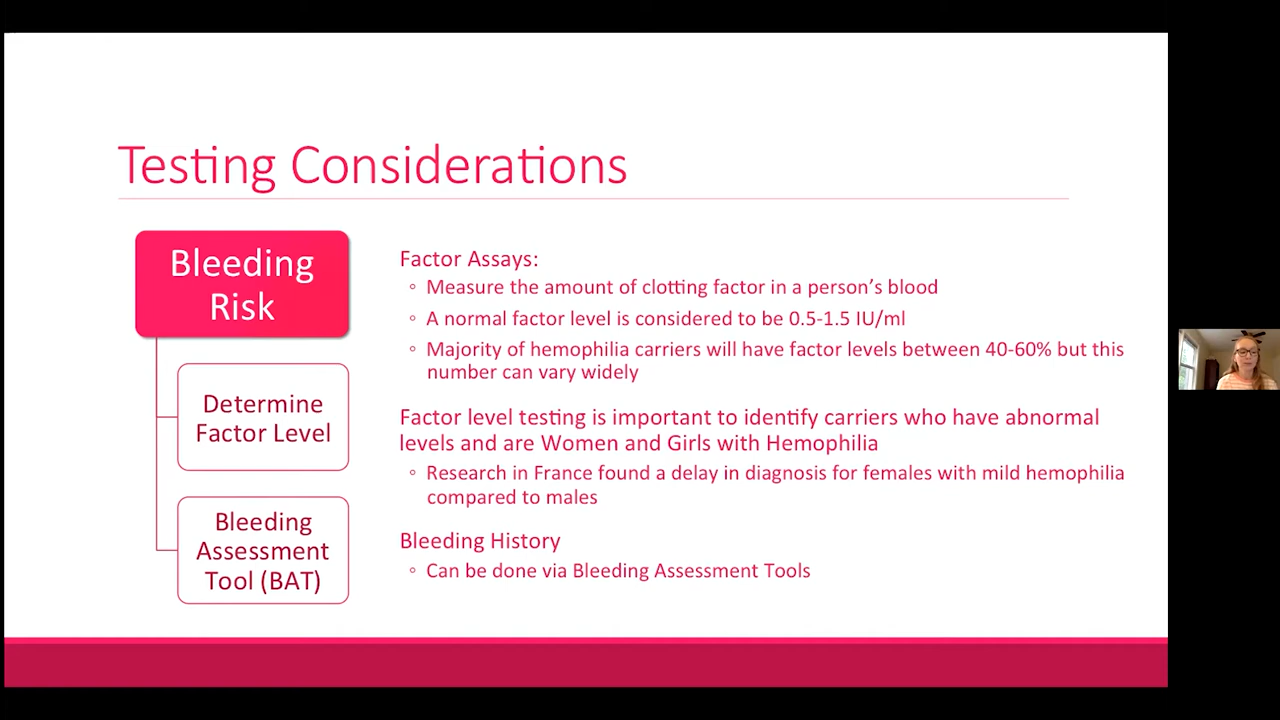 Testing Considerations
Bleeding
Risk
Determine
Factor Level
Bleeding
Assessment
Tool (BAT)
Factor Assays:
◦ Measure the amount of clotting factor in a person’s blood
◦ A normal factor level is considered to be 0.5-1.5 IU/ml
◦ Majority of hemophilia carriers will have factor levels between 40-60% but this
number can vary widely
Factor level testing is important to identify carriers who have abnormal
levels and are Women and Girls with Hemophilia
◦ Research in France found a delay in diagnosis for females with mild hemophilia
compared to males
Bleeding History
◦ Can be done via Bleeding Assessment Tools